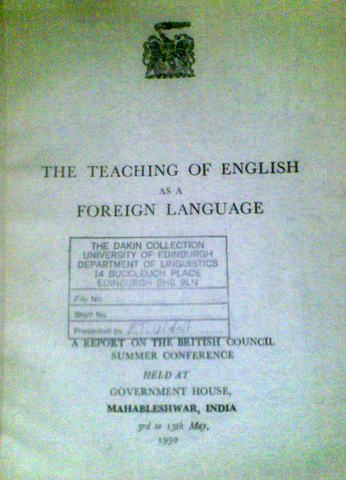 THE TEACHING OF ENGLISH
AS A
FOREIGN LANGUAGE
THE DAKIN COLLECTION
UNIVERSITY OF EDINBURGH
DEPARTMENT OF LINGUISTICS
14 BUCCLEUCH PLACE
EDINBURGH EH8 9LN
File No.
Shelf No.
Presented by
A REPORT ON THE BRITISH COUNCIL
SUMMER CONFERENCE
HELD AT
GOVERNMENT HOUSE,
MAHABLESHWAR, INDIA
3rd to 13th May,
1950